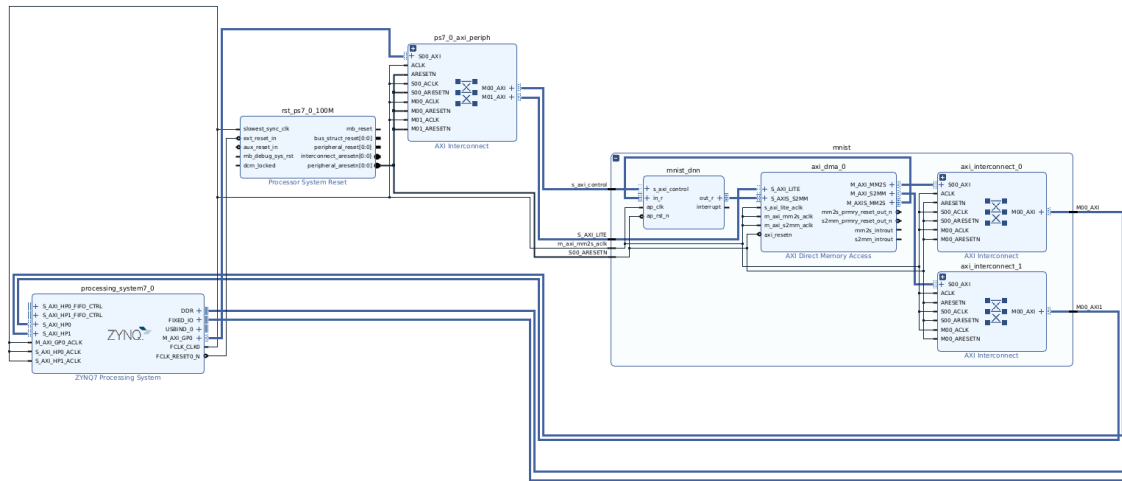 ps7_0_axi_periph
S00_AXI
ACLK
ARESETN
S00_ACLK
S00_ARESETN
M00_ACLK
M00_ARESETN
M01_ACLK
M01_ARESETN
M00_AXI
M01_AXI
AXI Interconnect
rst_ps7_0_100M
slowest_sync_clk
ext_reset_in
aux_reset_in
mb_debug_sys_rst
dcm_locked
mb_reset
bus_struct_reset[0:0]
peripheral_reset[0:0]
interconnect_aresetn[0:0]
peripheral_aresetn[0:0]
Processor System Reset
mnist
s_axi_control
S_AXI_LITE
m_axi_mm2s_aclk
S00_ARESETN
mnist_dnn
s_axi_control
in_r
ap_clk
ap_rst_n
out_r
interrupt
axi_dma_0
S_AXI_LITE
S_AXIS_S2MM
s_axi_lite_aclk
m_axi_mm2s_aclk
m_axi_s2mm_aclk
axi_resetn
M_AXI_MM2S
M_AXI_S2MM
M_AXIS_MM2S
mm2s_prmry_reset_out_n
s2mm_prmry_reset_out_n
mm2s_introut
s2mm_introut
AXI Direct Memory Access
axi_interconnect_0
S00_AXI
ACLK
ARESETN
S00_ACLK
S00_ARESETN
M00_ACLK
M00_ARESETN
M00_AXI
AXI Interconnect
M00_AXI
axi_interconnect_1
S00_AXI
ACLK
ARESETN
S00_ACLK
S00_ARESETN
M00_ACLK
M00_ARESETN
M00_AXI
AXI Interconnect
M00_AXI1
processing_system7_0
S_AXI_HP0_FIFO_CTRL
S_AXI_HP1_FIFO_CTRL
S_AXI_HP0
S_AXI_HP1
M_AXI_GP0_ACLK
S_AXI_HP0_ACLK
S_AXI_HP1_ACLK
ZYNQ
DDR
FIXED_IO
USBIND_0
M_AXI_GP0
FCLK_CLK0
FCLK_RESET0_N
ZYNQ7 Processing System